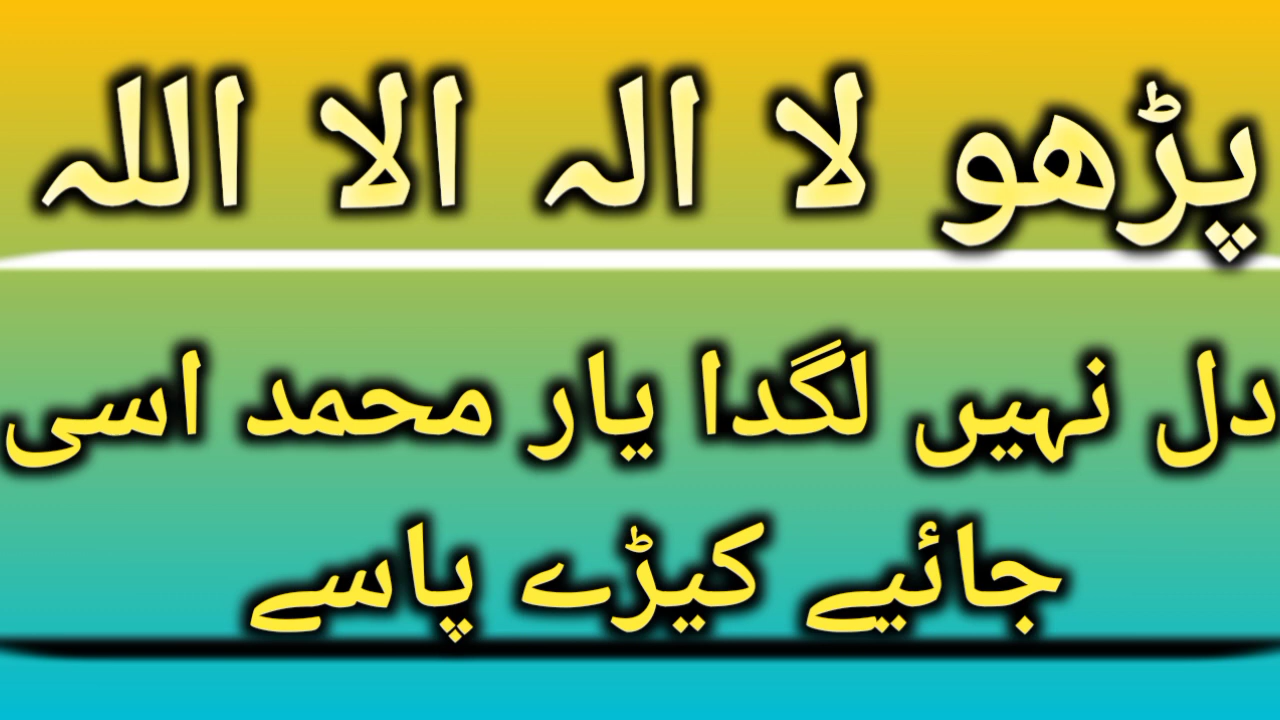 پڑھو لا الہ الا اللہ
دل نہیں لگدا یار محمد اسی
جائیے کیڑے پاسے